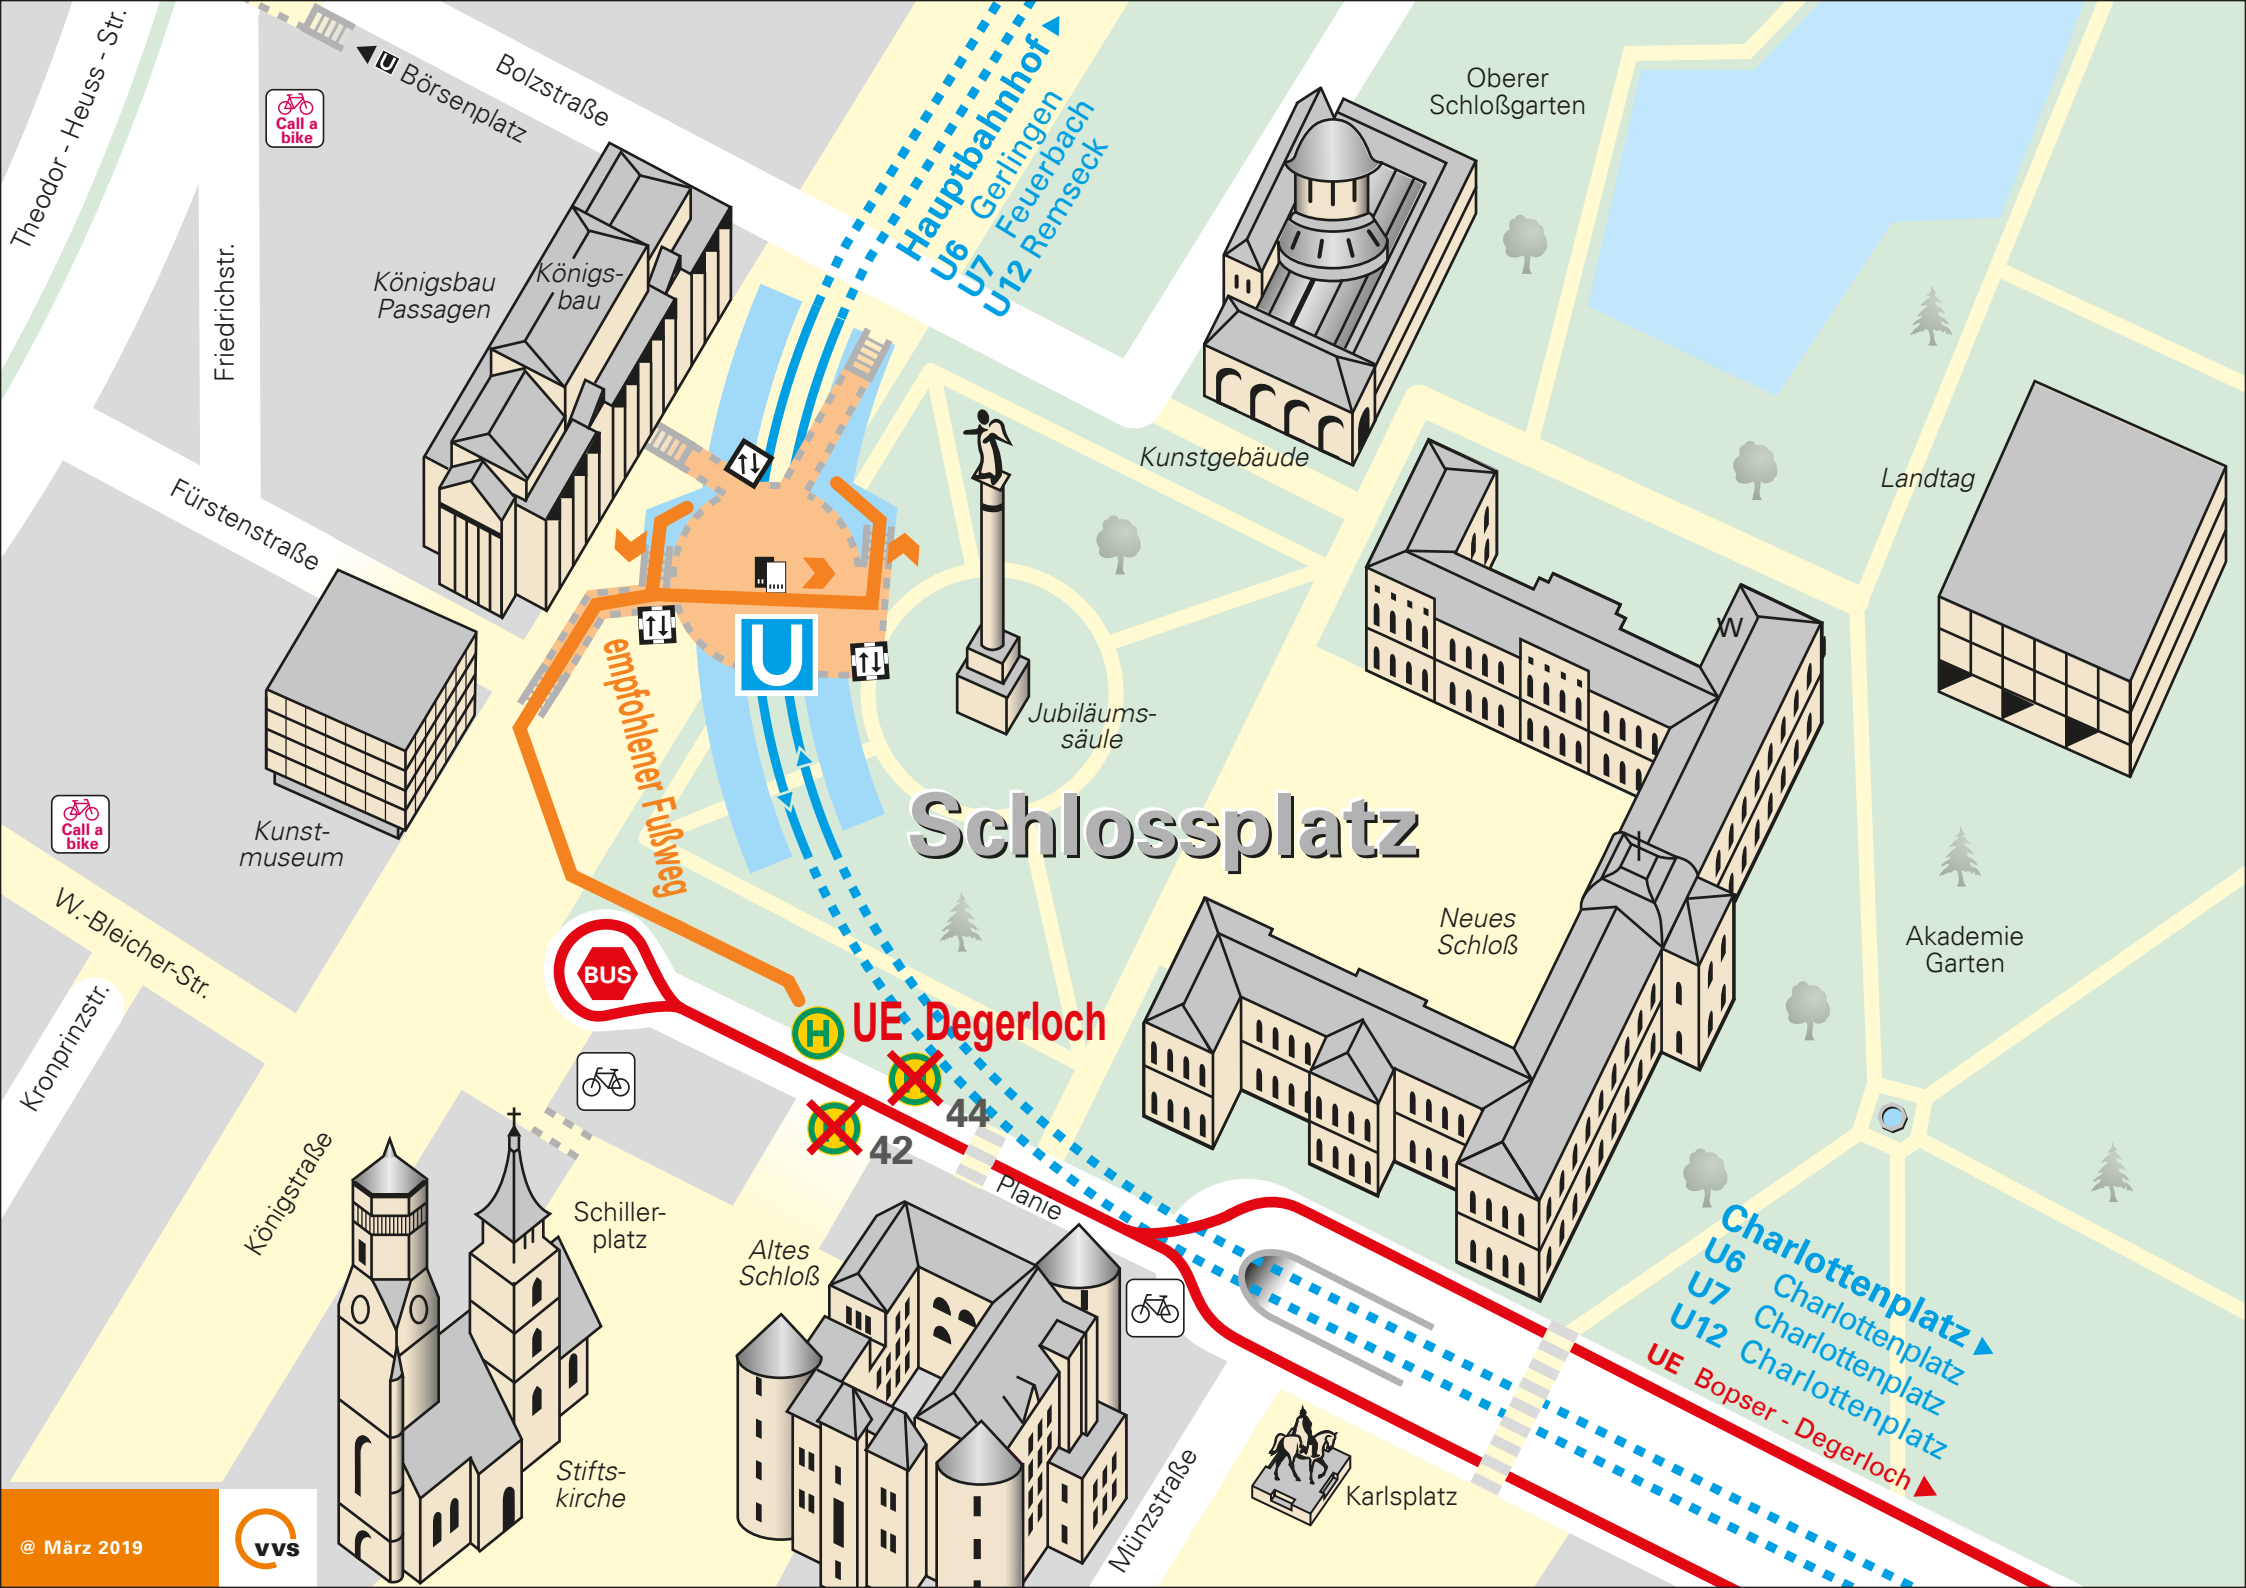 Theodor - Heuss - Str.
U Börsenplatz
Bolzstraße
Call a
bike
Friedrichstr.
Fürstenstraße
Königsbau
Passagen
Königs-
bau
Hauptbahnhof
U6 Gerlingen
U7 Feuerbach
U12 Remseck
Oberer
Schloßgarten
Kunstgebäude
Landtag
W
U
empfohlener Fußweg
Jubiläums-
säule
Schlossplatz
Kunst-
museum
Call a
bike
W.-Bleicher-Str.
Kronprinzstr.
Königstraße
BUS
H
UE Degerloch
H
44
H
42
Planie
Neues
Schloß
Akademie
Garten
Schiller-
platz
Altes
Schloß
Stifts-
kirche
Münzstraße
Karlsplatz
Charlottenplatz
U6 Charlottenplatz
U7 Charlottenplatz
U12 Charlottenplatz
UE Bopser - Degerloch
@ März 2019
vvs